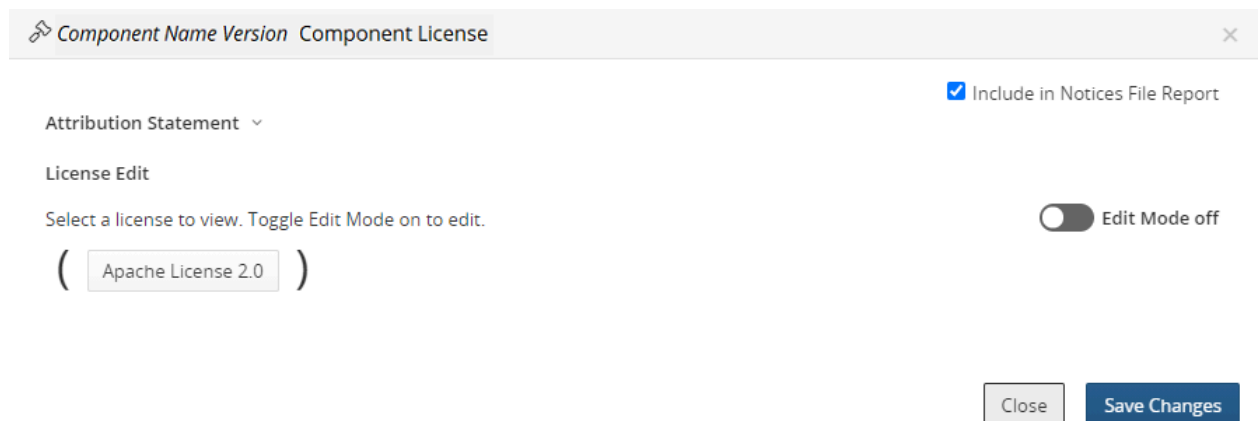 Component Name Version Component License
Include in Notices File Report
Attribution Statement
License Edit
Select a license to view. Toggle Edit Mode on to edit.
Edit Mode off
( Apache License 2.0 )
Close Save Changes